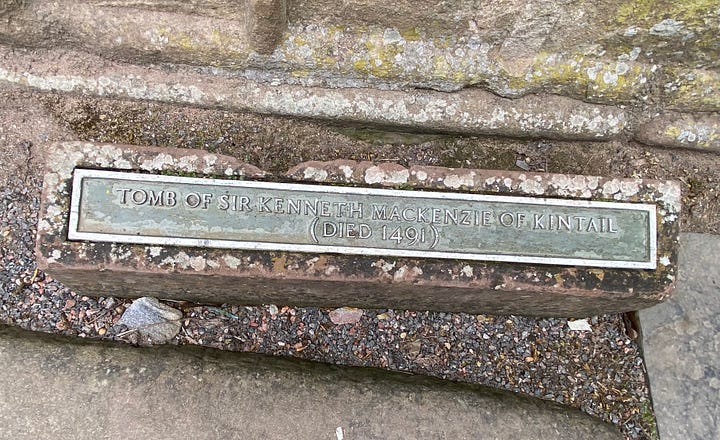 TOMB OF SIR KENNETH MACKENZIE OF KINTAIL
(DIED 1491)